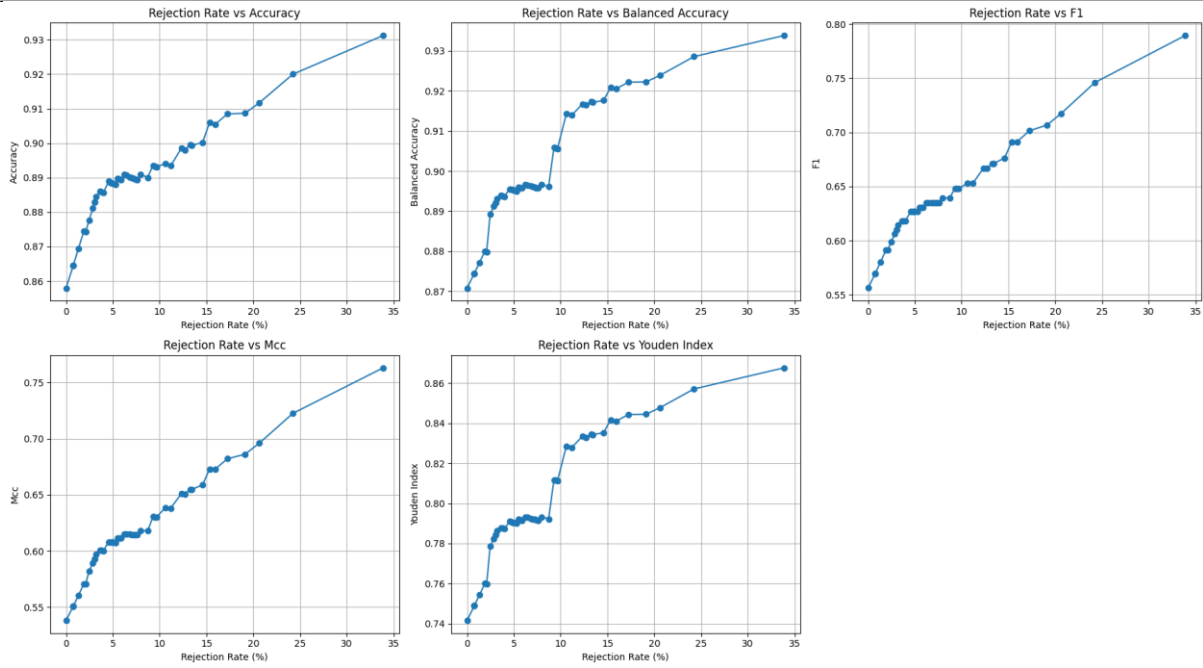 Rejection Rate vs Accuracy
Accuracy
0.93
0.92
0.91
0.90
0.89
0.88
0.87
0.86
0 5 10 15 20 25 30 35
Rejection Rate (%)
Rejection Rate vs Balanced Accuracy
Balanced Accuracy
0.93
0.92
0.91
0.90
0.89
0.88
0.87
0 5 10 15 20 25 30 35
Rejection Rate (%)
Rejection Rate vs F1
F1
0.80
0.75
0.70
0.65
0.60
0.55
0 5 10 15 20 25 30 35
Rejection Rate (%)
Rejection Rate vs Mcc
Mcc
0.75
0.70
0.65
0.60
0.55
0 5 10 15 20 25 30 35
Rejection Rate (%)
Rejection Rate vs Youden Index
Youden Index
0.86
0.84
0.82
0.80
0.78
0.76
0.74
0 5 10 15 20 25 30 35
Rejection Rate (%)